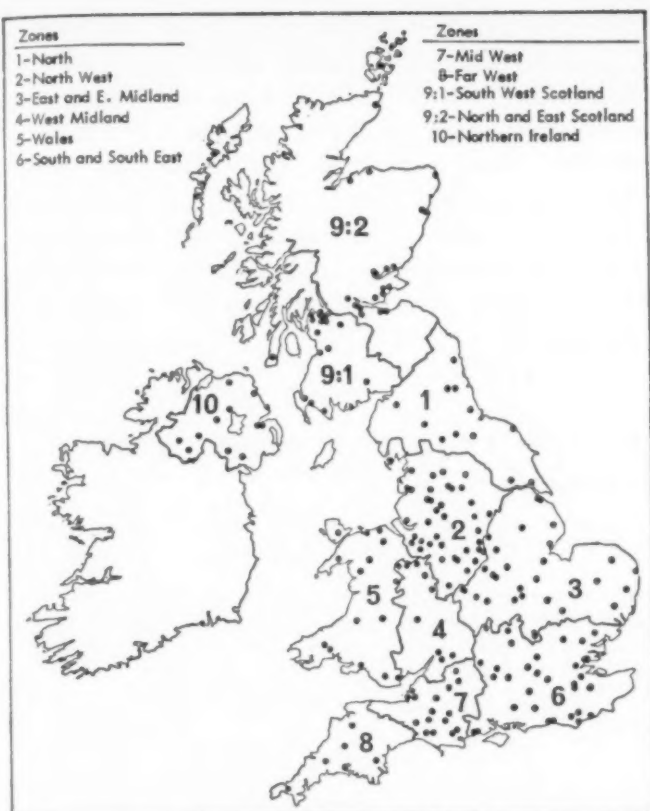 Zones
1-North
2-North West
3-East and E. Midland
4-West Midland
5-Wales
6-South and South East
Zones
7-Mid West
8-Far West
9:1-South West Scotland
9:2-North and East Scotland
10-Northern Ireland
9:2
9:1
10
1
2
3
5
4
6
7
8